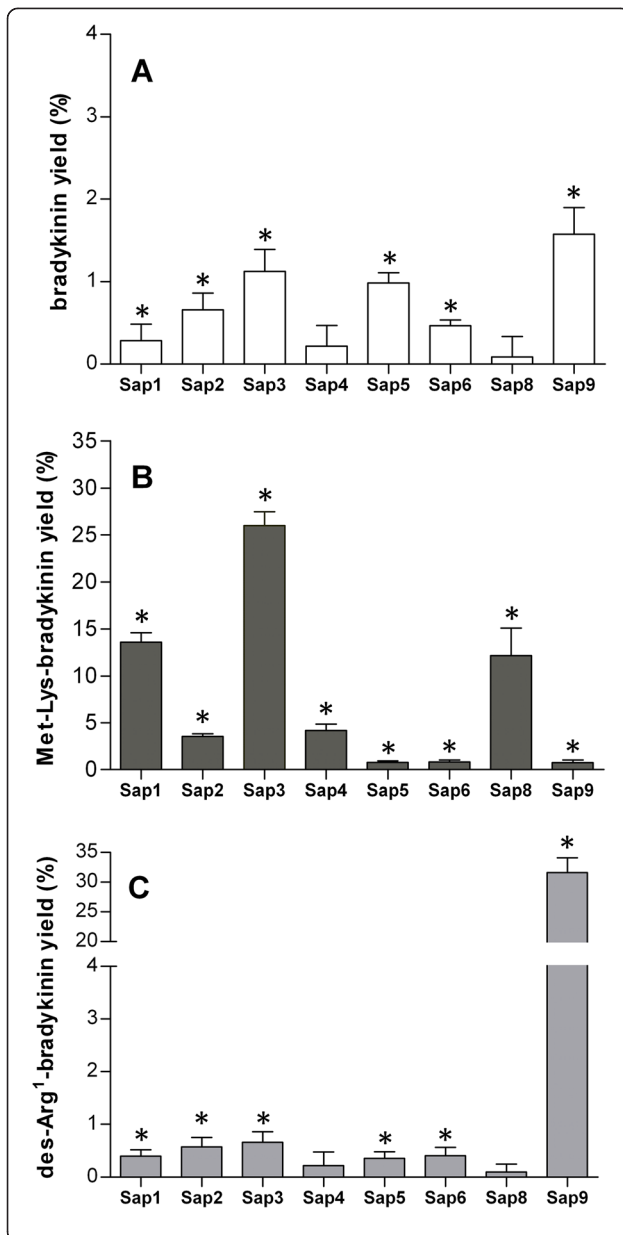 A
bradykinin yield (%)
4
3
2
1
0
* * * * * *
Sap1 Sap2 Sap3 Sap4 Sap5 Sap6 Sap8 Sap9
B
Met-Lys-bradykinin yield (%)
35
30
25
20
15
10
5
0
* * * * * * * *
Sap1 Sap2 Sap3 Sap4 Sap5 Sap6 Sap8 Sap9
C
des-Arg¹-bradykinin yield (%)
35
30
25
20
4
3
2
1
0
* * * * * *
Sap1 Sap2 Sap3 Sap4 Sap5 Sap6 Sap8 Sap9